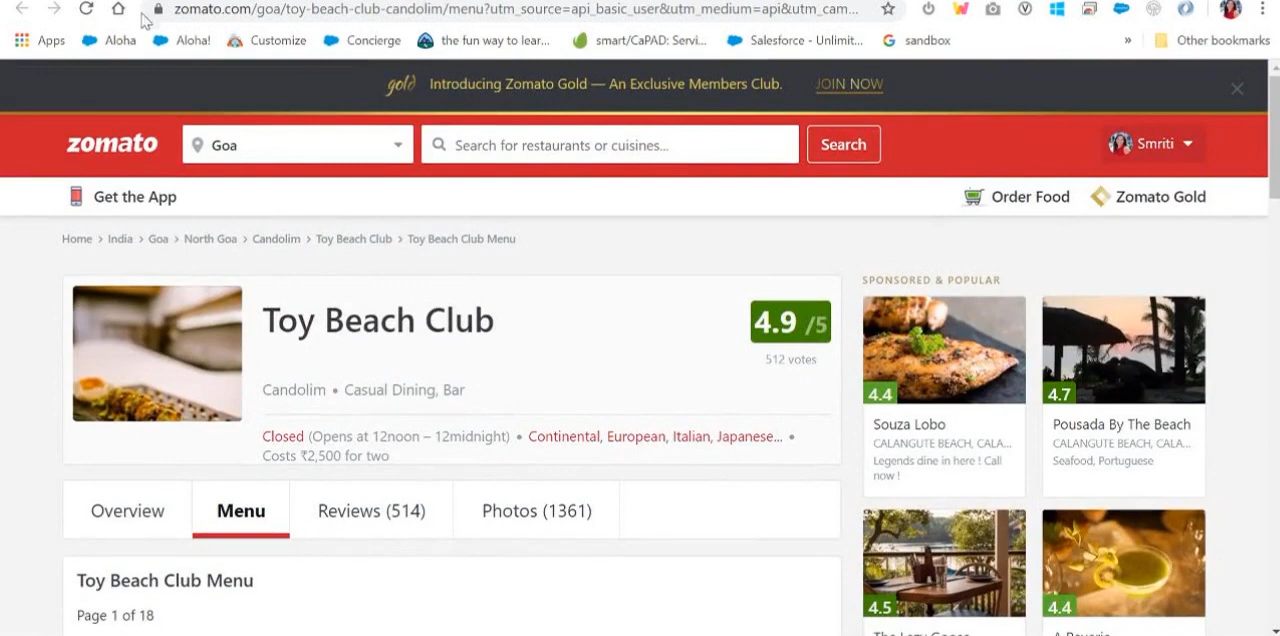 zomato.com/goa/toy-beach-club-candolim/menu?utm_source=api_basic_user&utm_medium=api&utm_cam...
Apps Aloha Aloha! Customize Concierge the fun way to lear... smart/CaPAD: Servi... Salesforce - Unlimit... sandbox » Other bookmarks
gold Introducing Zomato Gold — An Exclusive Members Club. JOIN NOW
zomato Goa Search for restaurants or cuisines... Search Smriti
Get the App Order Food Zomato Gold
Home > India > Goa > North Goa > Candolim > Toy Beach Club > Toy Beach Club Menu
Toy Beach Club
4.9 /5
512 votes
Candolim • Casual Dining, Bar
Closed (Opens at 12noon – 12midnight) • Continental, European, Italian, Japanese... •
Costs ₹2,500 for two
Overview Menu Reviews (514) Photos (1361)
Toy Beach Club Menu
Page 1 of 18
SPONSORED & POPULAR
4.4
Souza Lobo
CALANGUTE BEACH, CALA...
Legends dine in here ! Call
now !
4.7
Pousada By The Beach
CALANGUTE BEACH, CALA...
Seafood, Portuguese
4.5
4.4